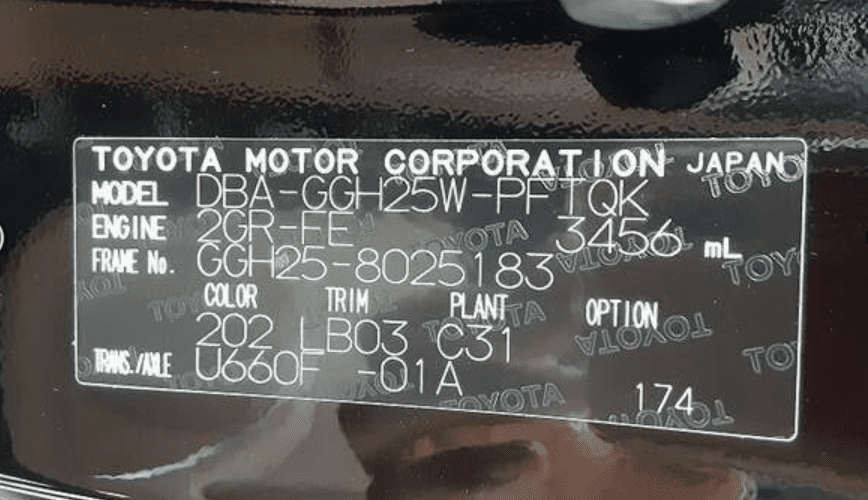 TOYOTA MOTOR CORPORATION JAPAN
MODEL DBA-GGH25W-PFTQK
ENGINE 2GR-FE 3456 mL
FRAME No. GGH25-8025183
COLOR TRIM PLANT OPTION
202 LB03 C31
TRANS./AXLE U660F -01A
174